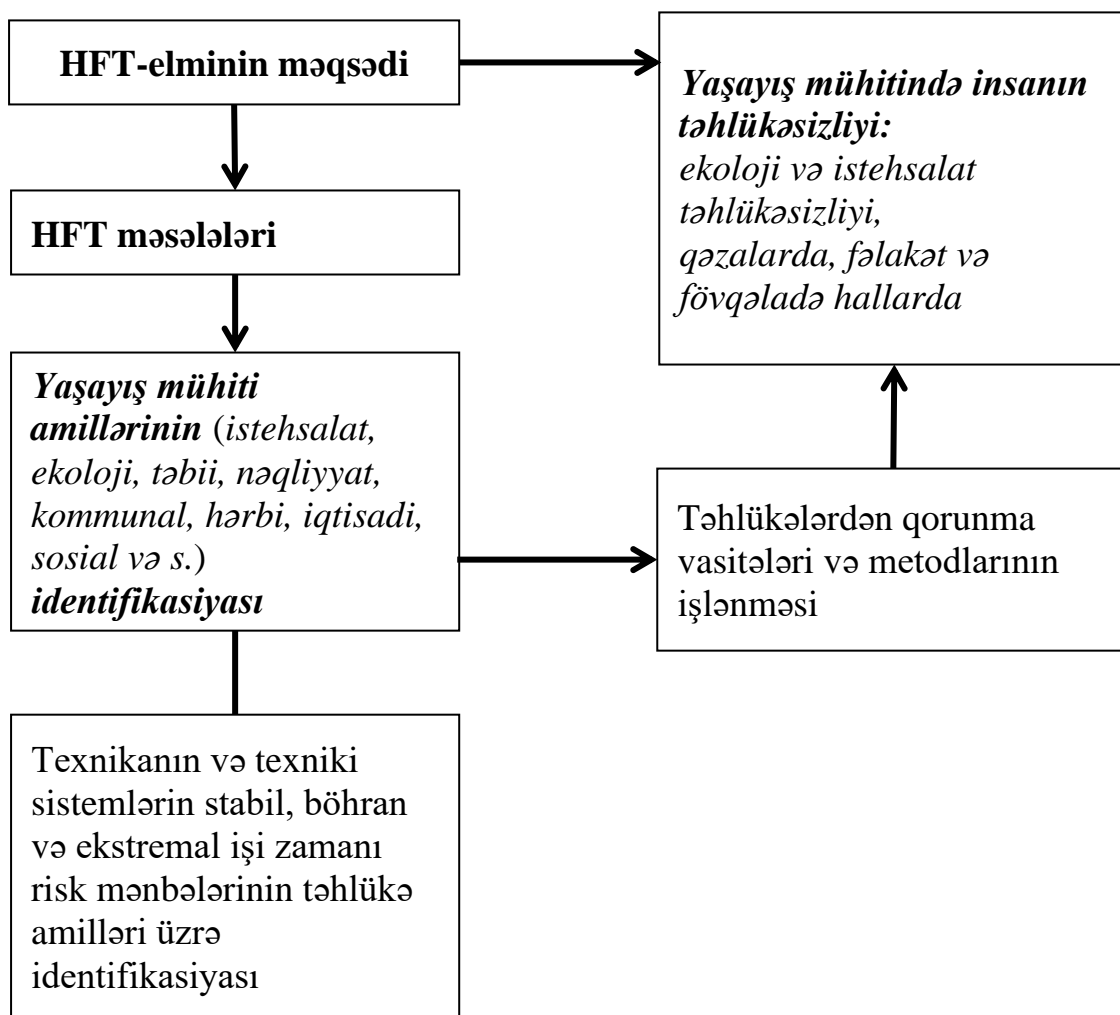 HFT-elminin məqsədi
Yaşayış mühitində insanın
təhlükəsizliyi:
ekoloji və istehsalat
təhlükəsizliyi,
qəzalarda, fəlakət və
fövqəladə hallarda
HFT məsələləri
Yaşayış mühiti
amillərinin (istehsalat,
ekoloji, təbii, nəqliyyat,
kommunal, hərbi, iqtisadi,
sosial və s.)
identifikasiyası
Təhlükələrdən qorunma
vasitələri və metodlarının
işlənməsi
Texnikanın və texniki
sistemlərin stabil, böhran
və ekstremal işi zamanı
risk mənbələrinin təhlükə
amilləri üzrə
identifikasiyası